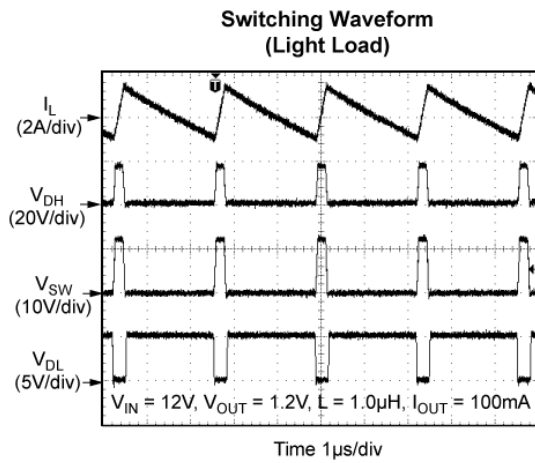 Switching Waveform
(Light Load)
T
I_L
(2A/div)
V_DH
(20V/div)
V_SW
(10V/div)
V_DL
(5V/div)
V_IN = 12V, V_OUT = 1.2V, L = 1.0µH, I_OUT = 100mA
Time 1µs/div